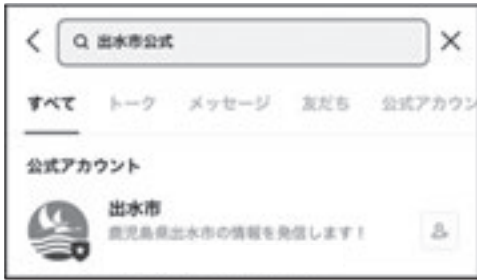 出水市公式
すべて トーク メッセージ 友だち 公式アカウン
公式アカウント
出水市
鹿児島県出水市の情報を発信します！